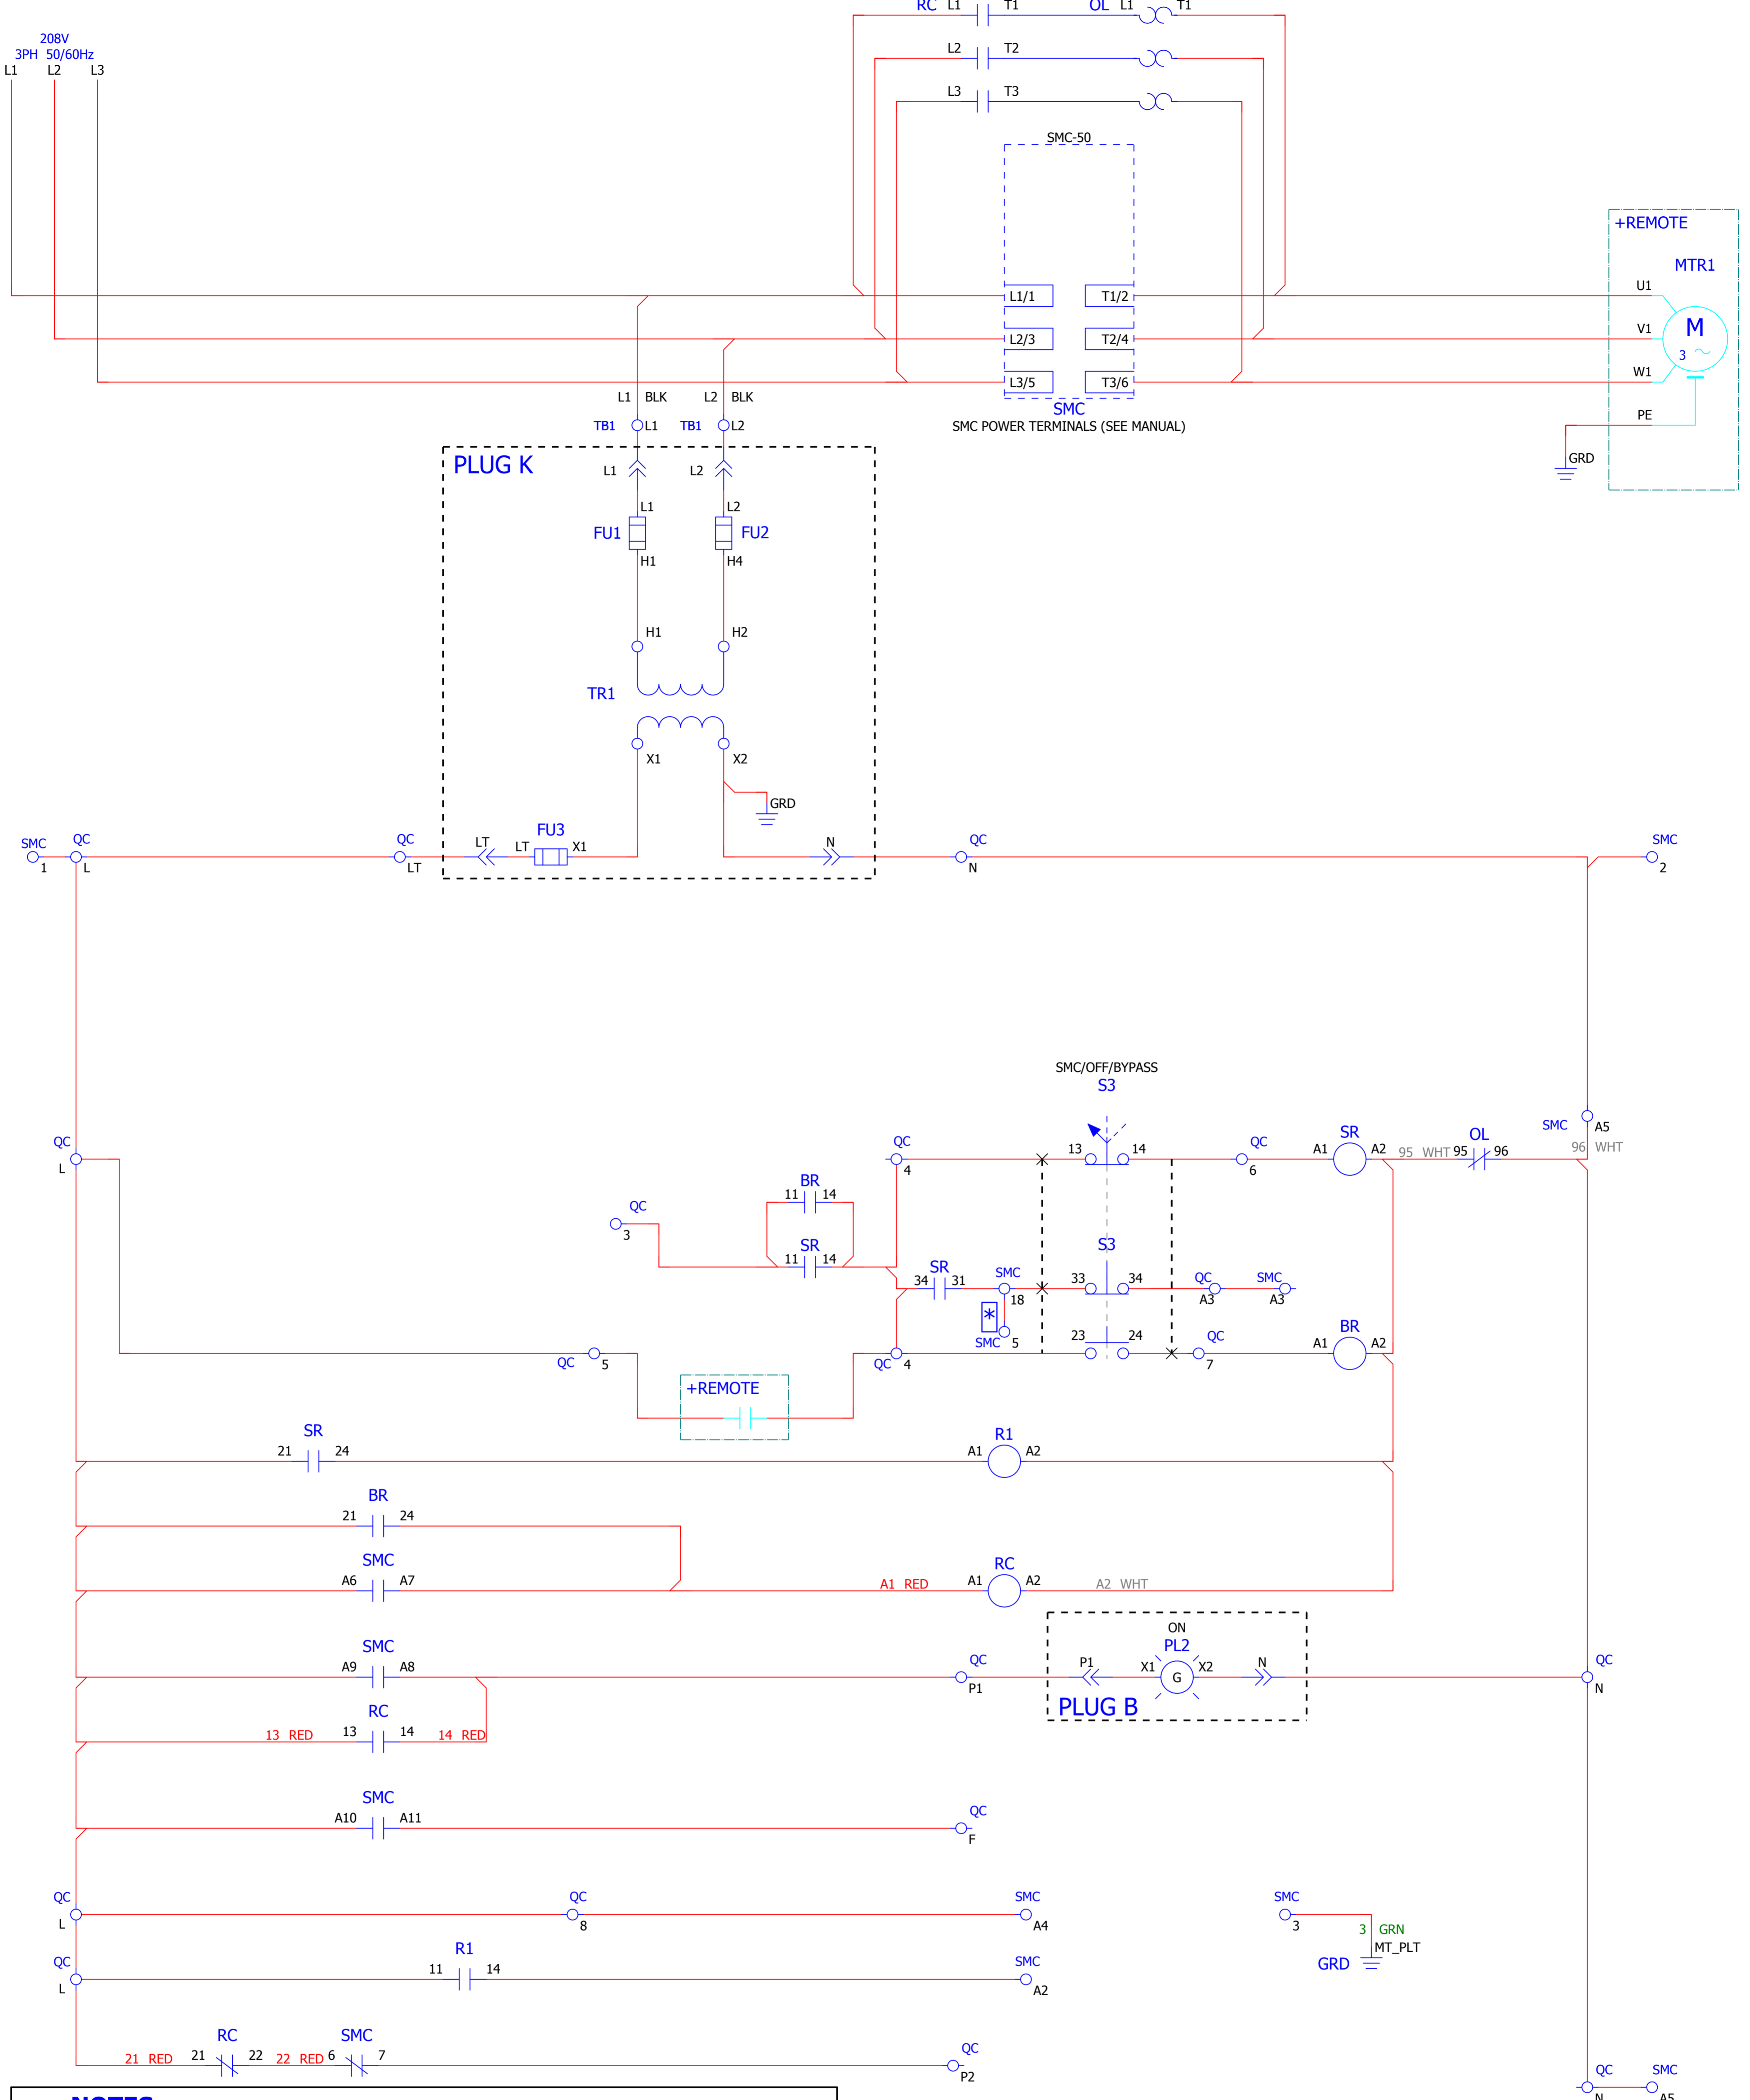 RC L1 T1 OL L1 T1
208V
3PH 50/60Hz
L1 L2 L3
L2 T2
L3 T3
SMC-50
+REMOTE
MTR1
L1/1 T1/2 U1
L2/3 T2/4 V1 M
3
L3/5 T3/6 W1
L1 BLK L2 BLK
SMC
PE
TB1 L1 TB1 L2
SMC POWER TERMINALS (SEE MANUAL)
GRD
PLUG K
L1 L2
L1 L2
FU1 FU2
H1 H4
H1 H2
TR1
X1 X2
GRD
SMC QC QC FU3 QC SMC
LT LT X1 N
1 L LT N 2
SMC/OFF/BYPASS
S3
SMC A5
QC QC 13 14 QC SR OL 96 WHT
L 4 6 A1 A2 95 WHT 95 96
BR
11 14
QC
3
SR S3
11 14
SR SMC QC SMC
34 31 33 34
18 A3 A3
*
SMC 5 23 24 QC BR
A1 A2
QC 5 QC 4 7
+REMOTE
SR R1
21 24 A1 A2
BR
21 24
SMC RC
A6 A7 A1 RED A1 A2 A2 WHT
ON
SMC QC PL2 QC
A9 A8 P1 X1 G X2 N
P1 N
RC PLUG B
13 RED 13 14 14 RED
SMC
A10 A11 QC
F
QC QC SMC SMC
L 8 A4 3
3 GRN
MT_PLT
GRD
QC R1 SMC
11 14
L A2
RC SMC QC
21 RED 21 22 22 RED 6 7
P2
QC SMC
N A5
NOTES